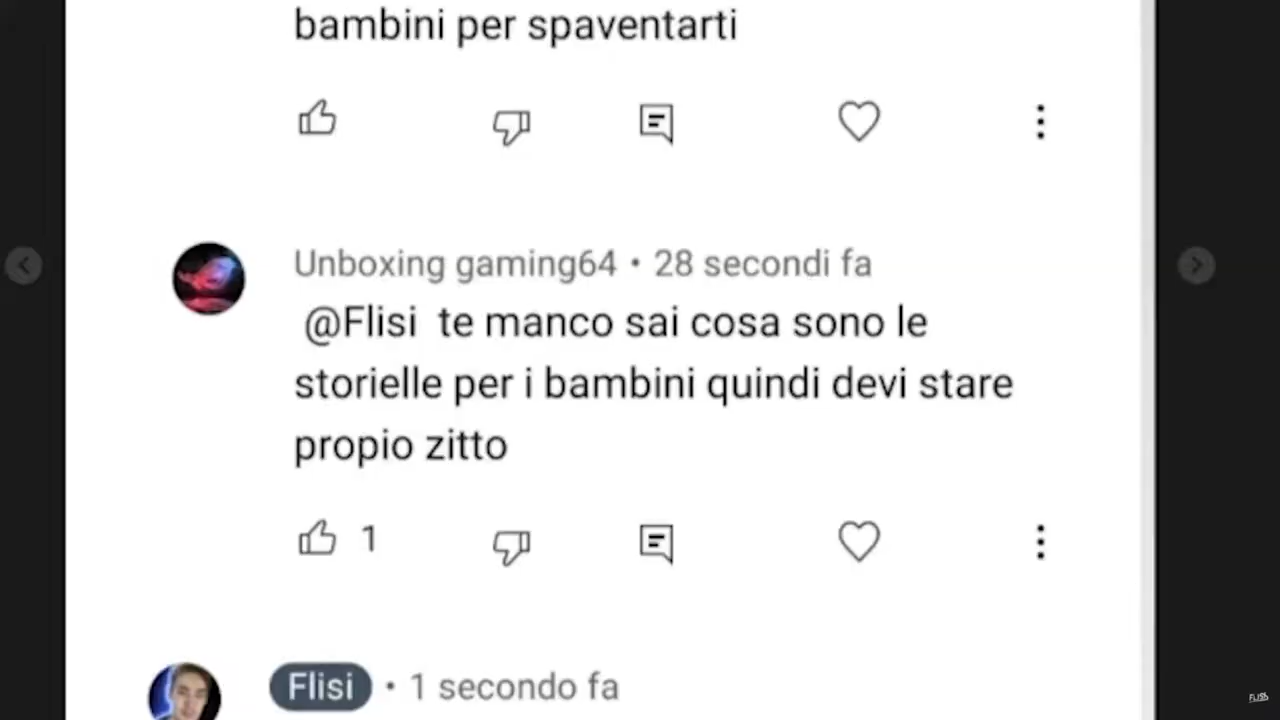 bambini per spaventarti
Unboxing gaming64 • 28 secondi fa
@Flisi te manco sai cosa sono le
storielle per i bambini quindi devi stare
propio zitto
1
Flisi • 1 secondo fa
FLISI